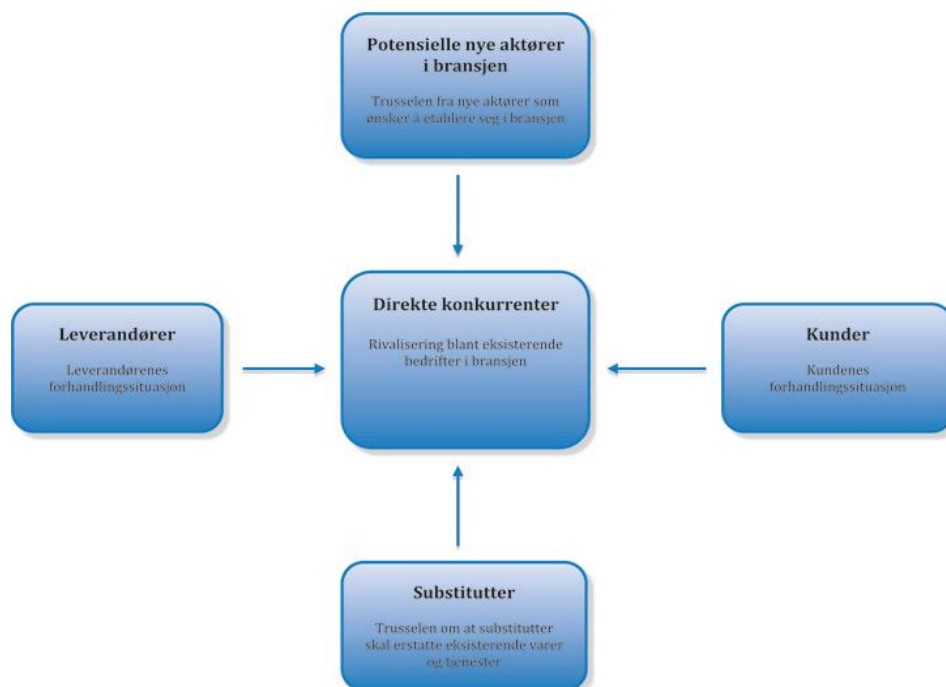 Potensielle nye aktører
i bransjen
Trusselen fra nye aktører som
ønsker å etablere seg i bransjen
Direkte konkurrenter
Rivalisering blant eksisterende
bedrifter i bransjen
Leverandører
Leverandørenes
forhandlingssituasjon
Kunder
Kundenes
forhandlingssituasjon
Substitutter
Trusselen om at substitutter
skal erstatte eksisterende varer
og tjenester